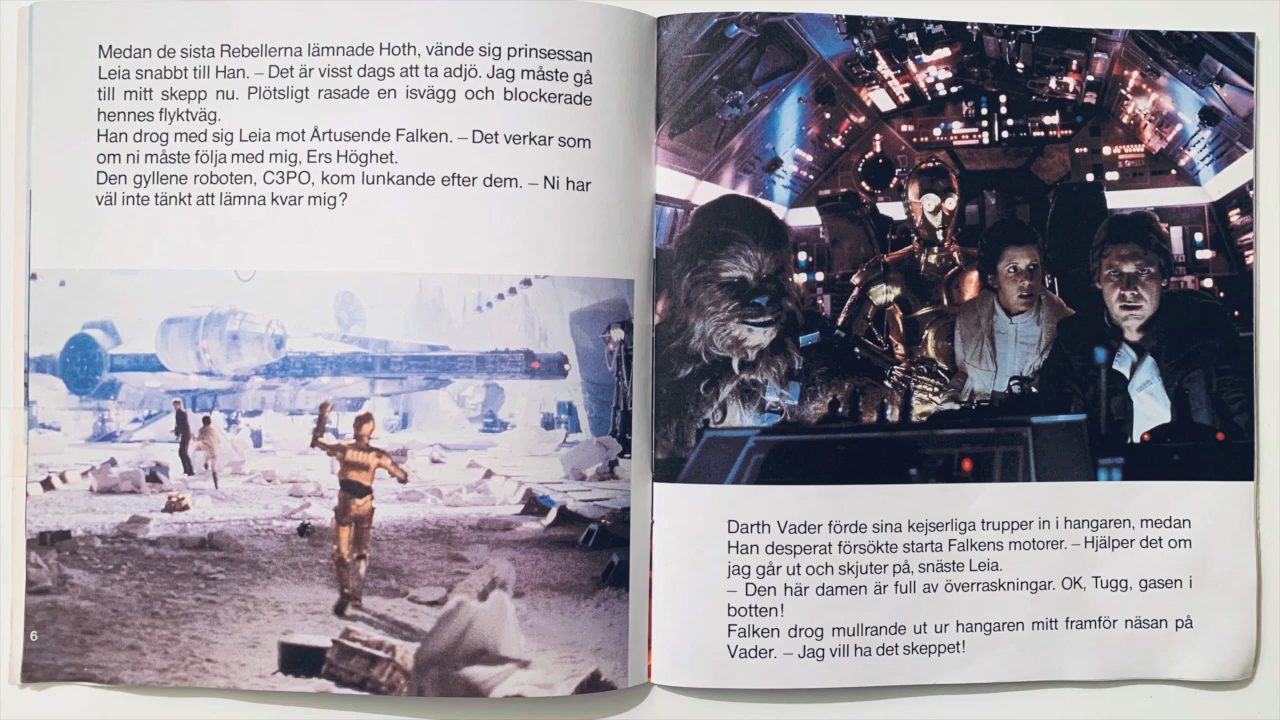 Medan de sista Rebellerna lämnade Hoth, vände sig prinsessan
Leia snabbt till Han. – Det är visst dags att ta adjö. Jag måste gå
till mitt skepp nu. Plötsligt rasade en isvägg och blockerade
hennes flyktväg.
Han drog med sig Leia mot Årtusende Falken. – Det verkar som
om ni måste följa med mig, Ers Höghet.
Den gyllene roboten, C3PO, kom lunkande efter dem. – Ni har
väl inte tänkt att lämna kvar mig?
6
Darth Vader förde sina kejserliga trupper in i hangaren, medan
Han desperat försökte starta Falkens motorer. – Hjälper det om
jag går ut och skjuter på, snäste Leia.
– Den här damen är full av överraskningar. OK, Tugg, gasen i
botten!
Falken drog mullrande ut ur hangaren mitt framför näsan på
Vader. – Jag vill ha det skeppet!